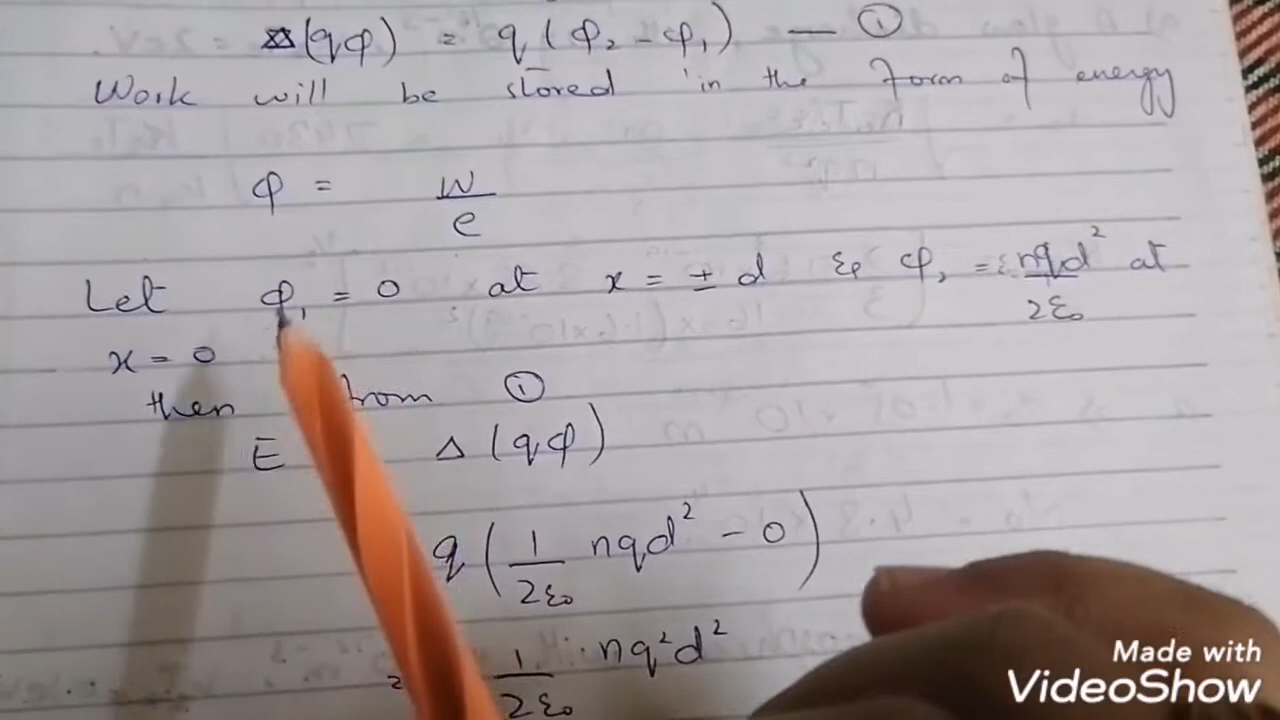 Δ(qφ) = q(φ₂ - φ₁) — ①
Work will be stored in the form of energy
φ = W/e
Let φ₁ = 0 at x = ± d & φ₂ = nqd²/2ε₀ at
x = 0
then from ①
E Δ(qφ)
q(1/2ε₀ nqd² - 0)
= 1/2ε₀ · nq²d²
Made with
VideoShow